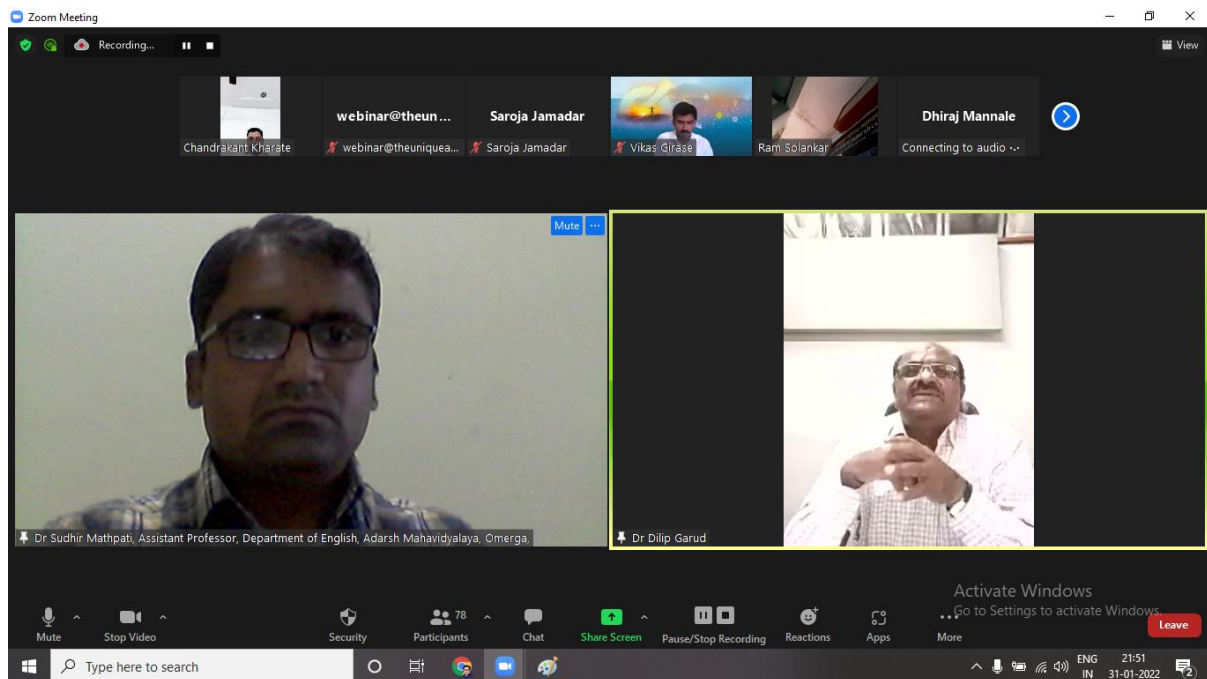 Zoom Meeting
Recording...
View
webinar@theun...
Saroja Jamadar
Dhiraj Mannale
Chandrakant Kharate
webinar@theuniquea...
Saroja Jamadar
Vikas Girase
Ram Solankar
Connecting to audio ...
Mute ...
Dr Sudhir Mathpati, Assistant Professor, Department of English, Adarsh Mahavidyalaya, Omerga,
Dr Dilip Garud
Activate Windows
Go to Settings to activate Windows.
78
Mute
Stop Video
Security
Participants
Chat
Share Screen
Pause/Stop Recording
Reactions
Apps
More
Leave
Type here to search
ENG
IN
21:51
31-01-2022
2